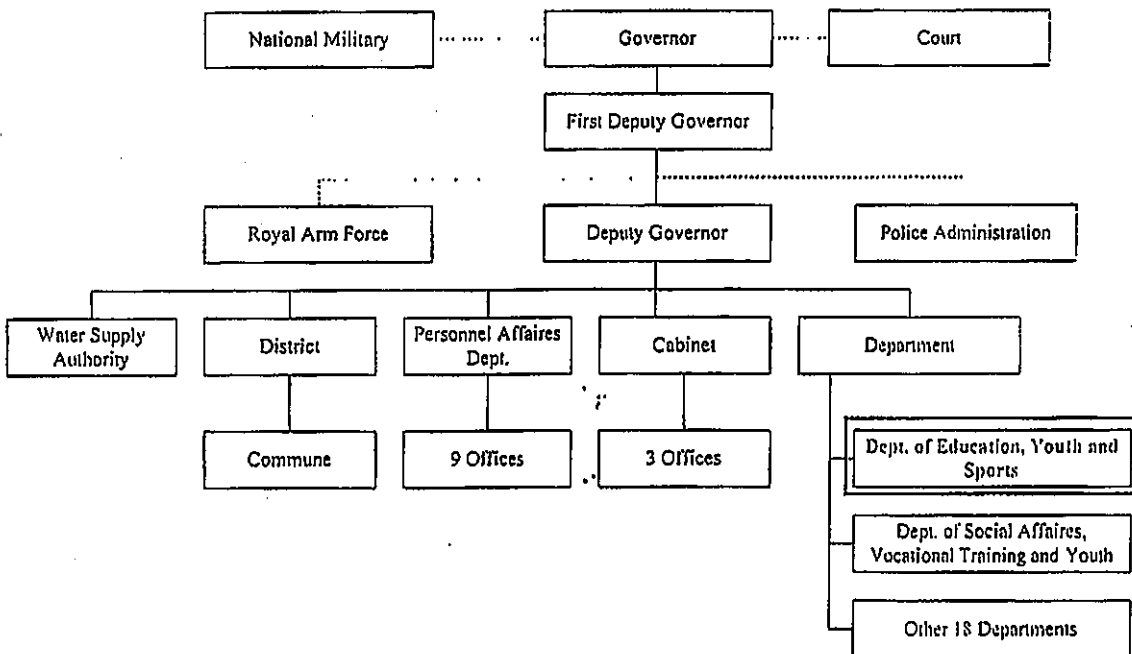 National Military
Governor
Court
First Deputy Governor
Royal Arm Force
Deputy Governor
Police Administration
Water Supply
Authority
District
Personnel Affaires
Dept.
Cabinet
Department
Commune
9 Offices
3 Offices
Dept. of Education, Youth and
Sports
Dept. of Social Affaires,
Vocational Training and Youth
Other 18 Departments